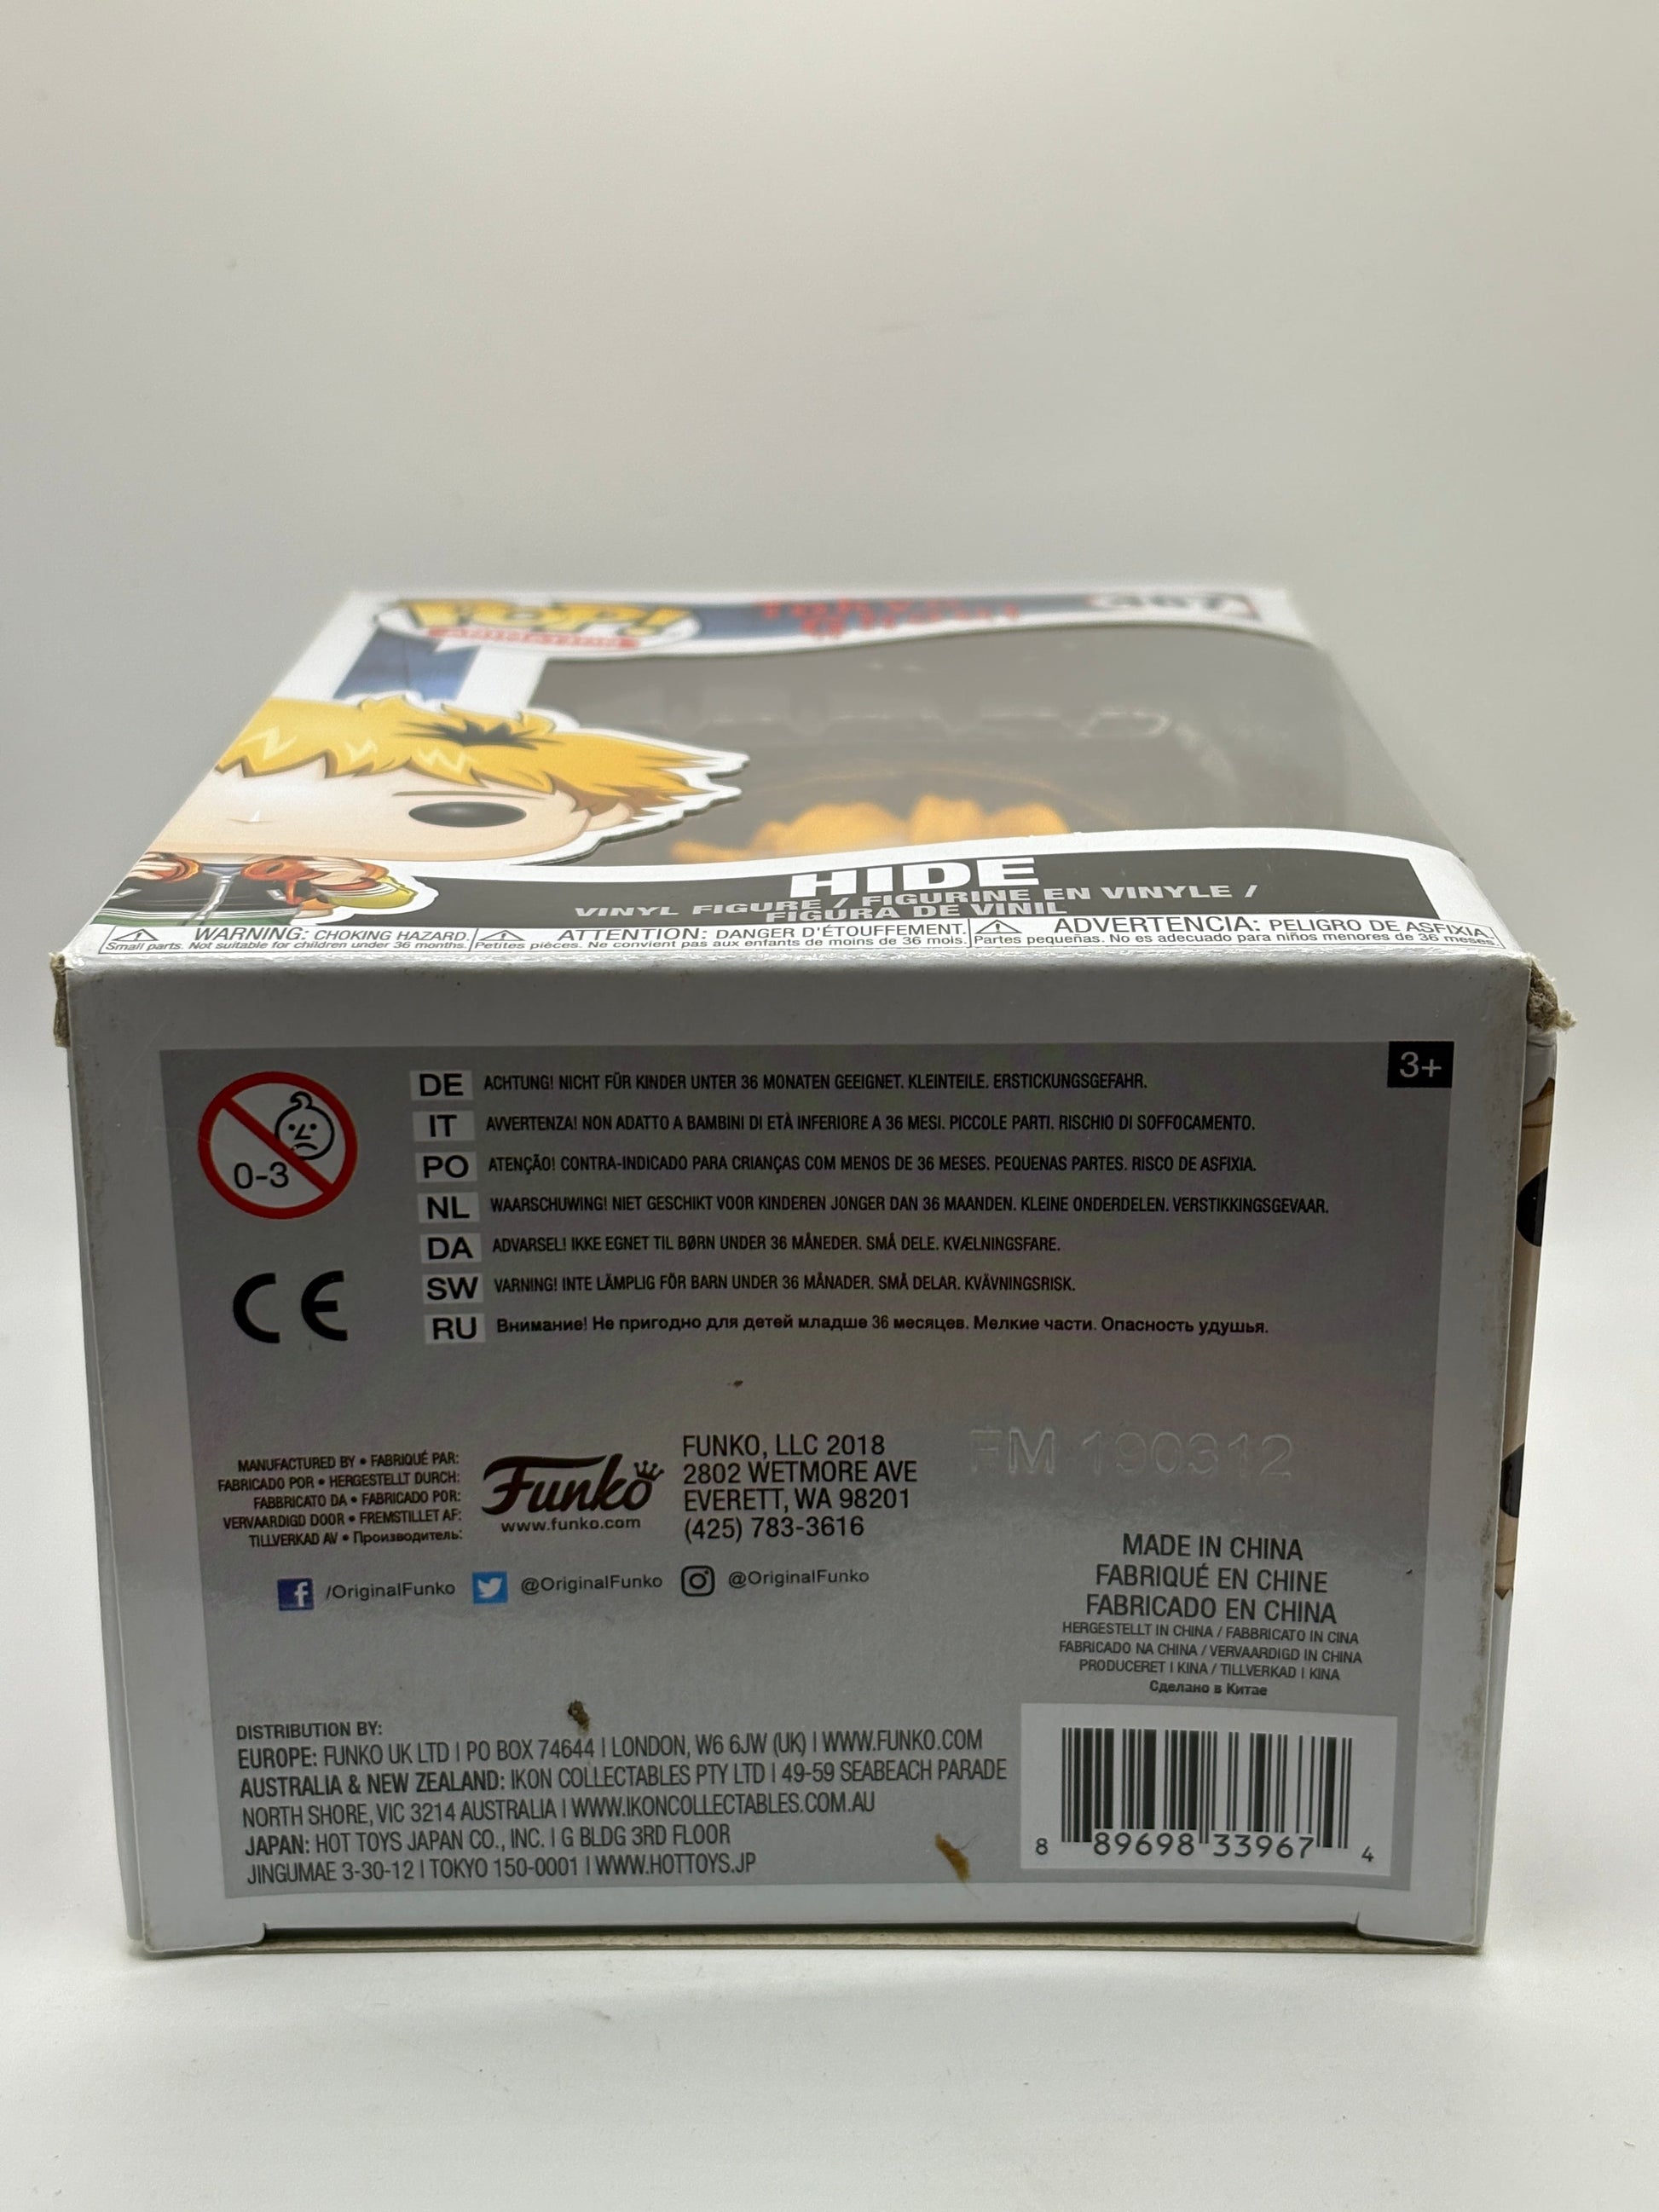 POP!
ANIMATION
Tokyo
Ghoul
467
HIDE
VINYL FIGURE / FIGURINE EN VINYLE /
FIGURA DE VINIL
WARNING: CHOKING HAZARD.
Small parts. Not suitable for children under 36 months.
ATTENTION: DANGER D'ÉTOUFFEMENT.
Petites pièces. Ne convient pas aux enfants de moins de 36 mois.
ADVERTENCIA: PELIGRO DE ASFIXIA.
Partes pequeñas. No es adecuado para niños menores de 36 meses.
3+
0-3
DE ACHTUNG! NICHT FÜR KINDER UNTER 36 MONATEN GEEIGNET. KLEINTEILE. ERSTICKUNGSGEFAHR.
IT AVVERTENZA! NON ADATTO A BAMBINI DI ETÀ INFERIORE A 36 MESI. PICCOLE PARTI. RISCHIO DI SOFFOCAMENTO.
PO ATENÇÃO! CONTRA-INDICADO PARA CRIANÇAS COM MENOS DE 36 MESES. PEQUENAS PARTES. RISCO DE ASFIXIA.
NL WAARSCHUWING! NIET GESCHIKT VOOR KINDEREN JONGER DAN 36 MAANDEN. KLEINE ONDERDELEN. VERSTIKKINGSGEVAAR.
DA ADVARSEL! IKKE EGNET TIL BØRN UNDER 36 MÅNEDER. SMÅ DELE. KVÆLNINGSFARE.
SW VARNING! INTE LÄMPLIG FÖR BARN UNDER 36 MÅNADER. SMÅ DELAR. KVÄVNINGSRISK.
RU Внимание! Не пригодно для детей младше 36 месяцев. Мелкие части. Опасность удушья.
CE
MANUFACTURED BY • FABRIQUÉ PAR:
FABRICADO POR • HERGESTELLT DURCH:
FABBRICATO DA • FABRICADO POR:
VERVAARDIGD DOOR • FREMSTILLET AF:
TILLVERKAD AV • Производитель:
Funko
www.funko.com
FUNKO, LLC 2018
2802 WETMORE AVE
EVERETT, WA 98201
(425) 783-3616
FM 190312
/OriginalFunko @OriginalFunko @OriginalFunko
MADE IN CHINA
FABRIQUÉ EN CHINE
FABRICADO EN CHINA
HERGESTELLT IN CHINA / FABBRICATO IN CINA
FABRICADO NA CHINA / VERVAARDIGD IN CHINA
PRODUCERET I KINA / TILLVERKAD I KINA
Сделано в Китае
DISTRIBUTION BY:
EUROPE: FUNKO UK LTD | PO BOX 74644 | LONDON, W6 6JW (UK) | WWW.FUNKO.COM
AUSTRALIA & NEW ZEALAND: IKON COLLECTABLES PTY LTD | 49-59 SEABEACH PARADE
NORTH SHORE, VIC 3214 AUSTRALIA | WWW.IKONCOLLECTABLES.COM.AU
JAPAN: HOT TOYS JAPAN CO., INC. | G BLDG 3RD FLOOR
JINGUMAE 3-30-12 | TOKYO 150-0001 | WWW.HOTTOYS.JP
8 89698 33967 4